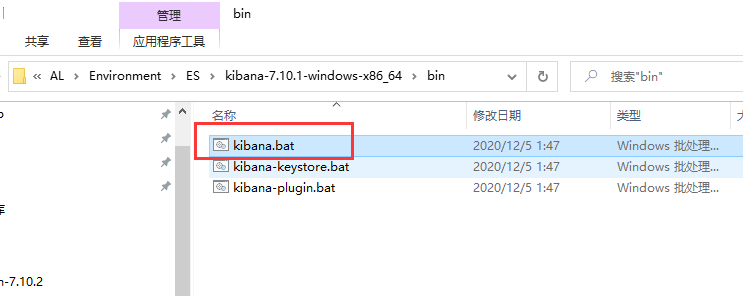 管理 bin
共享 查看 应用程序工具
« AL > Environment > ES > kibana-7.10.1-windows-x86_64 > bin 搜索"bin"
名称 修改日期 类型
kibana.bat 2020/12/5 1:47 Windows 批处理...
kibana-keystore.bat 2020/12/5 1:47 Windows 批处理...
kibana-plugin.bat 2020/12/5 1:47 Windows 批处理...
库
-7.10.2